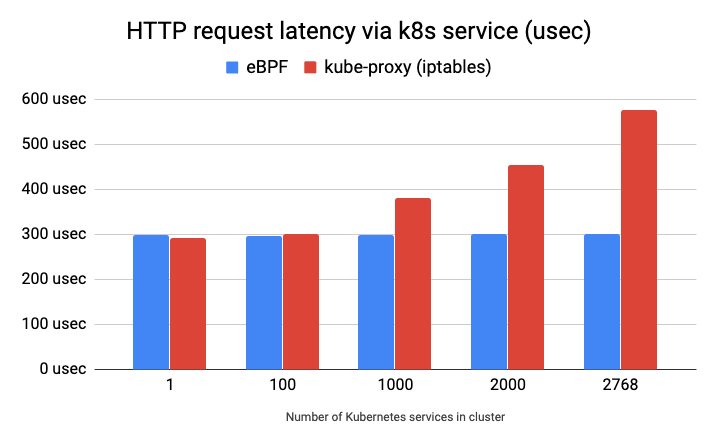 HTTP request latency via k8s service (usec)
eBPF kube-proxy (iptables)
600 usec
500 usec
400 usec
300 usec
200 usec
100 usec
0 usec
1 100 1000 2000 2768
Number of Kubernetes services in cluster